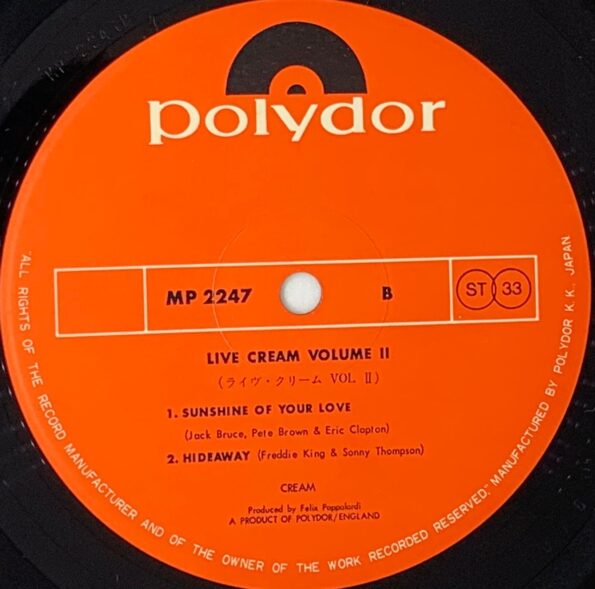 polydor
MP 2247 B ST 33
LIVE CREAM VOLUME II
(ライヴ・クリーム VOL. II)
1. SUNSHINE OF YOUR LOVE
(Jack Bruce, Pete Brown & Eric Clapton)
2. HIDEAWAY (Freddie King & Sonny Thompson)
CREAM
Produced by Felix Pappalardi
A PRODUCT OF POLYDOR/ENGLAND
"ALL RIGHTS OF THE RECORD MANUFACTURER AND OF THE OWNER OF THE WORK RECORDED RESERVED." MANUFACTURED BY POLYDOR K.K., JAPAN